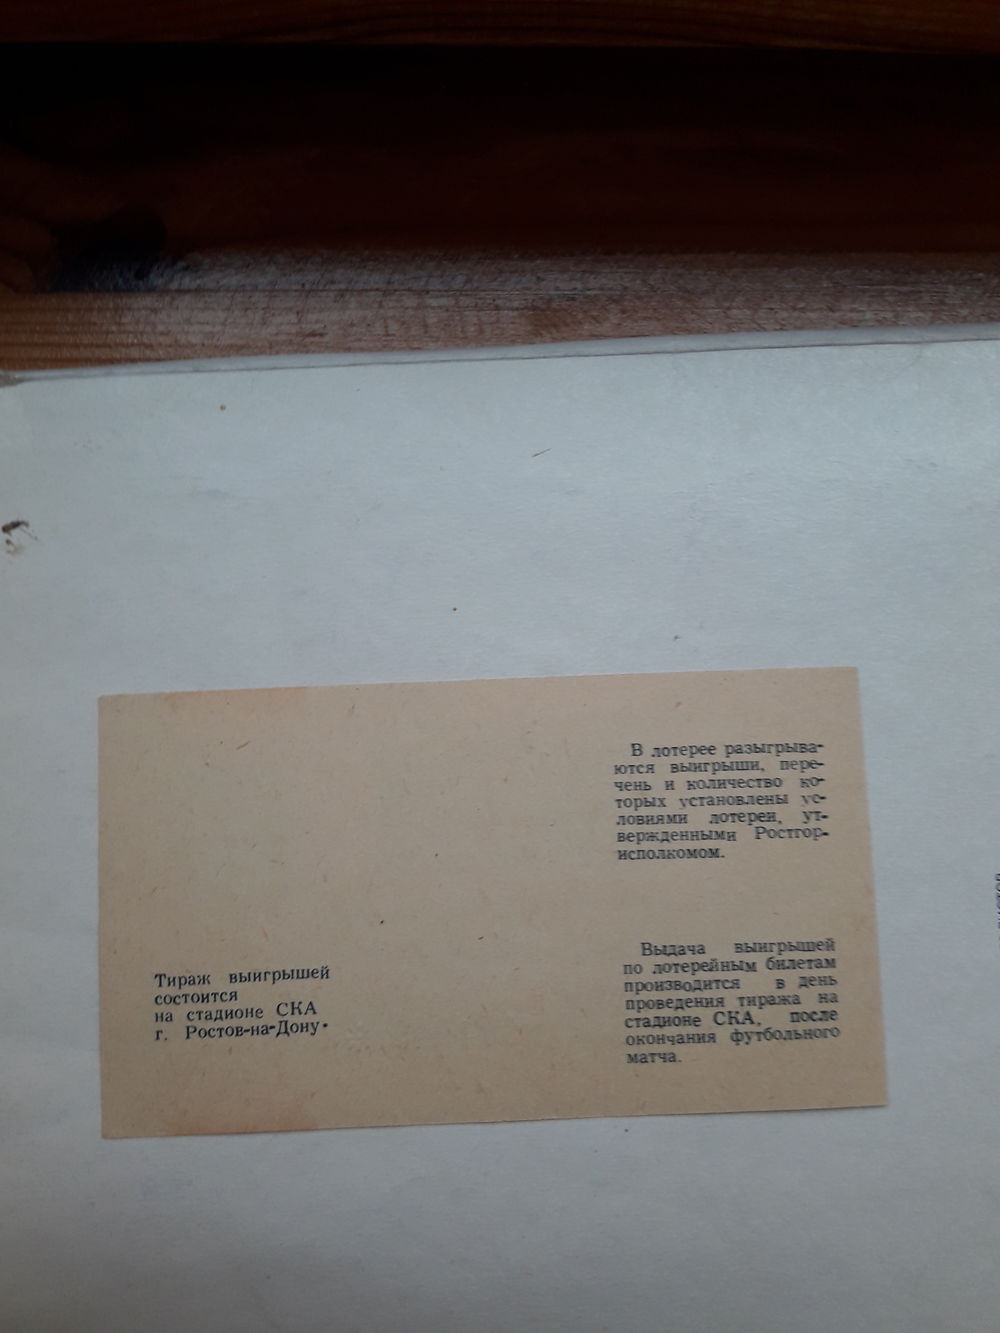 В лотерее разыгрыва-
ются выигрыши, пере-
чень и количество ко-
торых установлены ус-
ловиями лотереи, ут-
вержденными Ростгор-
исполкомом.
Выдача выигрышей
по лотерейным билетам
производится в день
проведения тиража на
стадионе СКА, после
окончания футбольного
матча.
Тираж выигрышей
состоится
на стадионе СКА
г. Ростов-на-Дону.